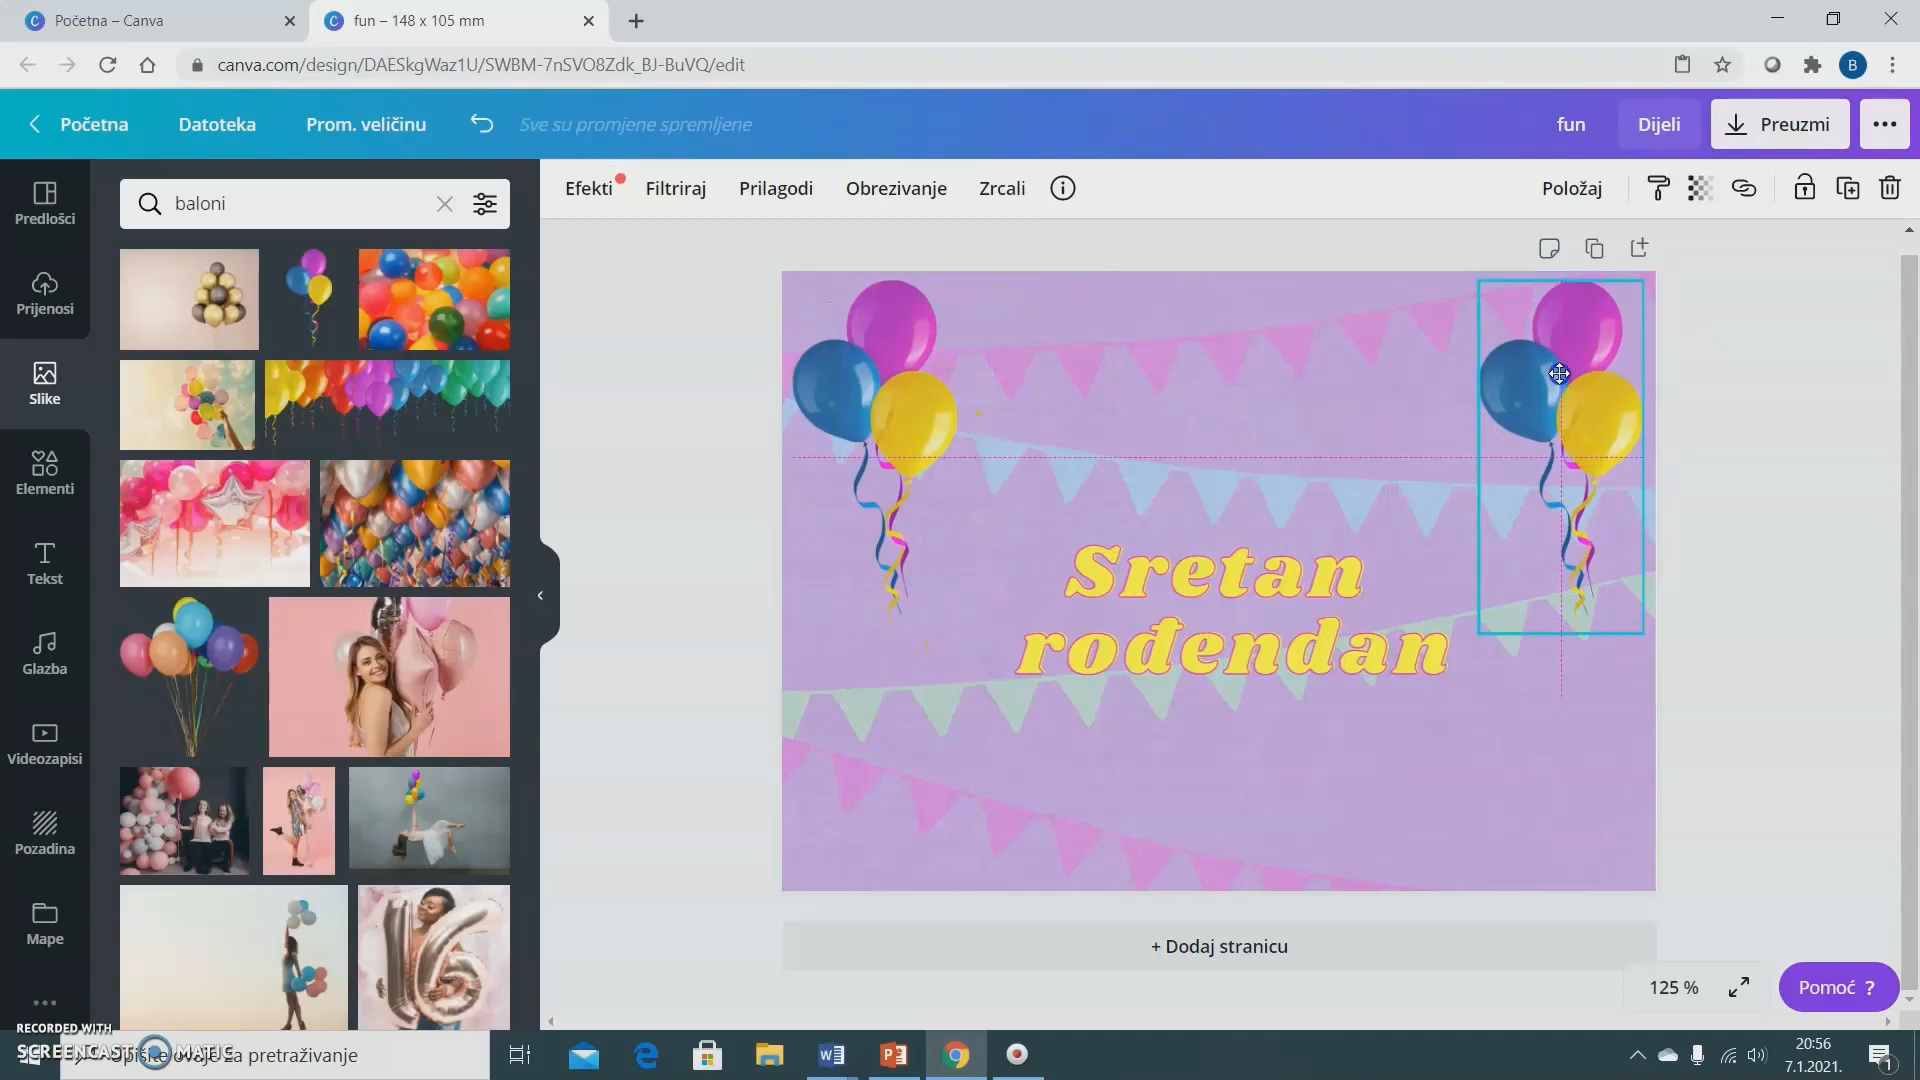 Početna – Canva
fun – 148 x 105 mm
canva.com/design/DAESkgWaz1U/SWBM-7nSVO8Zdk_BJ-BuVQ/edit
B
Početna
Datoteka
Prom. veličinu
Sve su promjene spremljene
fun
Dijeli
Preuzmi
Predlošci
Prijenosi
Slike
Elementi
Tekst
Glazba
Videozapisi
Pozadina
Mape
baloni
16
Efekti
Filtriraj
Prilagodi
Obrezivanje
Zrcali
Položaj
Sretan
rođendan
+ Dodaj stranicu
125 %
Pomoć ?
RECORDED WITH
SCREENCAST MATIC
za pretraživanje
20:56
7.1.2021.
1